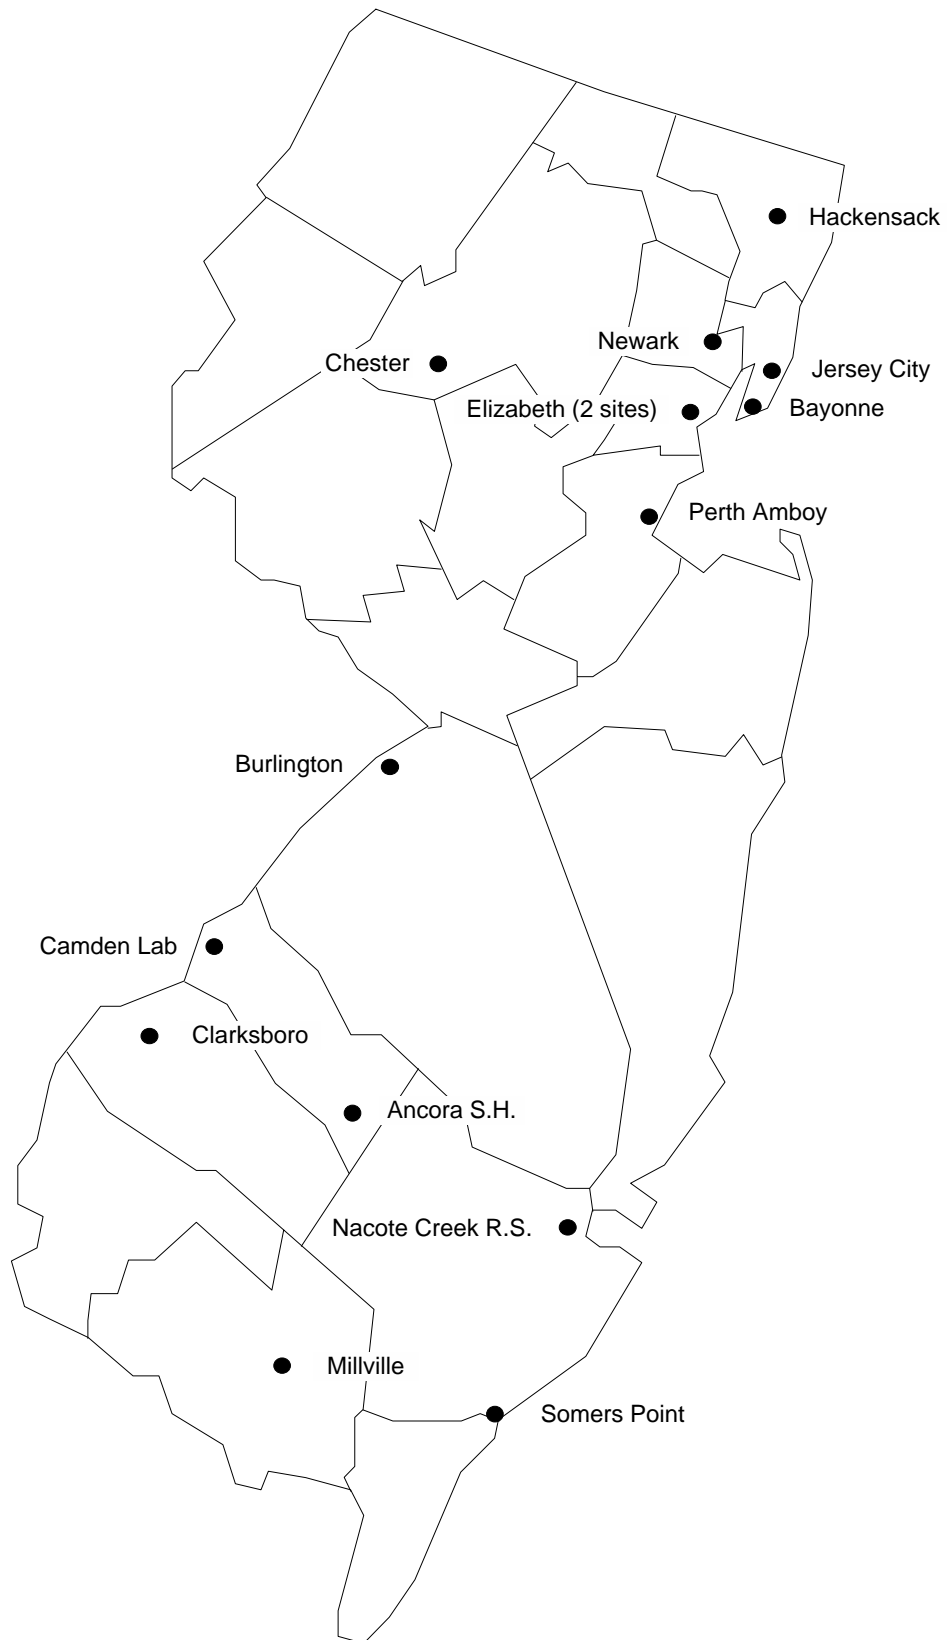 Hackensack
Newark
Chester
Jersey City
Elizabeth (2 sites)
Bayonne
Perth Amboy
Burlington
Camden Lab
Clarksboro
Ancora S.H.
Nacote Creek R.S.
Millville
Somers Point